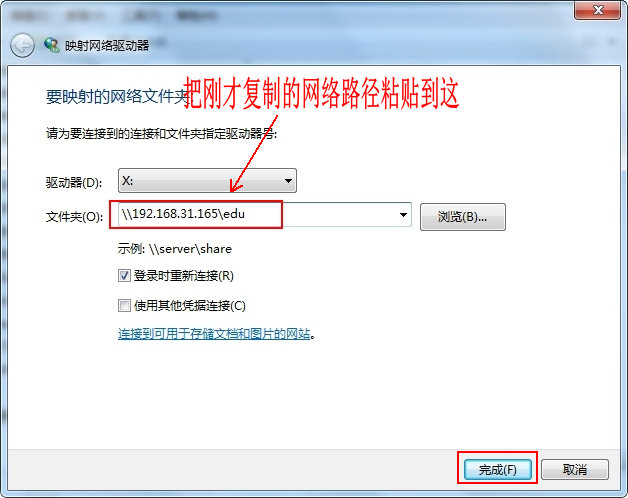 映射网络驱动器
要映射的网络文件夹
把刚才复制的网络路径粘贴到这
请为要连接到的连接和文件夹指定驱动器号:
驱动器(D): X:
文件夹(O): \\192.168.31.165\edu 浏览(B)...
示例: \\server\share
登录时重新连接(R)
使用其他凭据连接(C)
连接到可用于存储文档和图片的网站。
完成(F) 取消